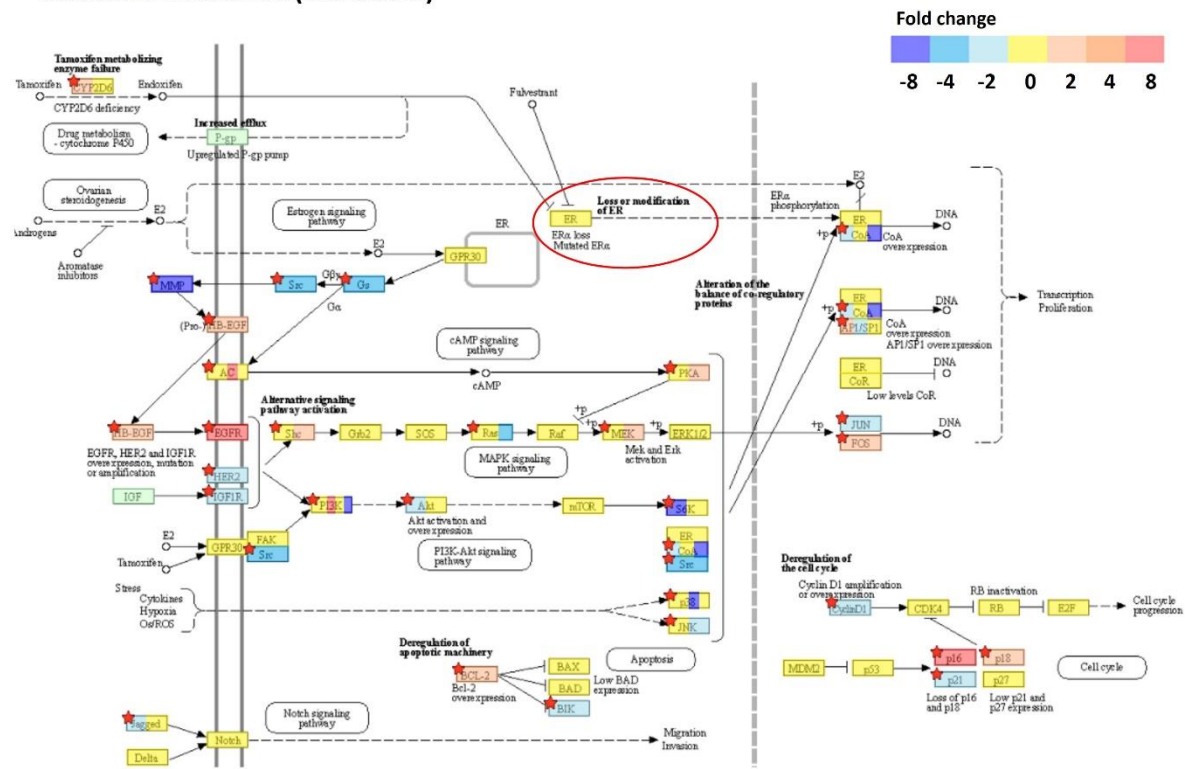 Fold change
-8 -4 -2 0 2 4 8
Tamoxifen metabolizing
enzyme failure
Tamoxifen
CYP2D6
Endoxifen
CYP2D6 deficiency
Fulvestrant
Increased efflux
Drug metabolism
- cytochrome P450
P-gp
Upregulated P-gp pump
Ovarian
steroidogenesis
E2
Androgens
Aromatase
inhibitors
Estrogen signaling
pathway
E2
ER
GPR30
Loss or modification
of ER
ER
ERα loss
Mutated ERα
E2
ERα
phosphorylation
ER
+p
CoA
CoA
overexpression
DNA
MMP
Src
Gβγ
Gs
Gα
(Pro-)
HB-EGF
Alteration of the
balance of co-regulatory
proteins
ER
+p
CoA
AP1/SP1
CoA
overexpression
AP1/SP1 overexpression
DNA
Transcription
Proliferation
cAMP signaling
pathway
AC
cAMP
PKA
ER
CoR
DNA
Low levels CoR
Alternative signaling
pathway activation
+p
HB-EGF
EGFR
Shc
Grb2
SOS
Ras
Raf
+p
MEK
+p
ERK1/2
+p
JUN
FOS
DNA
EGFR, HER2 and IGF1R
overexpression, mutation
or amplification
MAPK signaling
pathway
Mek and Erk
activation
HER2
IGF
IGF1R
PI3K
Akt
mTOR
S6K
Akt activation and
overexpression
E2
Tamoxifen
GPR30
FAK
Src
PI3K-Akt signaling
pathway
ER
CoA
Src
Stress
Cytokines
Hypoxia
Ox/ROS
p38
JNK
Deregulation of
the cell cycle
Cyclin D1 amplification
or overexpression
RB inactivation
CyclinD1
CDK4
RB
E2F
Cell cycle
progression
Deregulation of
apoptotic machinery
Apoptosis
BCL-2
Bcl-2
overexpression
BAX
BAD
BIK
Low BAD
expression
MDM2
p53
p16
p18
p21
p27
Loss of p16
and p18
Low p21 and
p27 expression
Cell cycle
Jagged
Delta
Notch
Notch signaling
pathway
Migration
Invasion